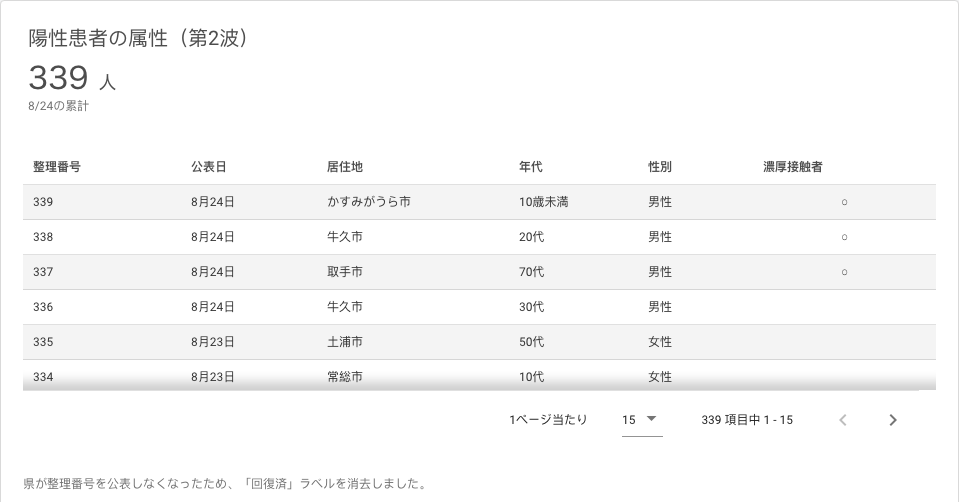 陽性患者の属性（第2波）
339 人
8/24の累計
整理番号 公表日 居住地 年代 性別 濃厚接触者
339 8月24日 かすみがうら市 10歳未満 男性 ○
338 8月24日 牛久市 20代 男性 ○
337 8月24日 取手市 70代 男性 ○
336 8月24日 牛久市 30代 男性
335 8月23日 土浦市 50代 女性
334 8月23日 常総市 10代 女性
1ページ当たり 15 339 項目中 1 - 15
県が整理番号を公表しなくなったため、「回復済」ラベルを消去しました。